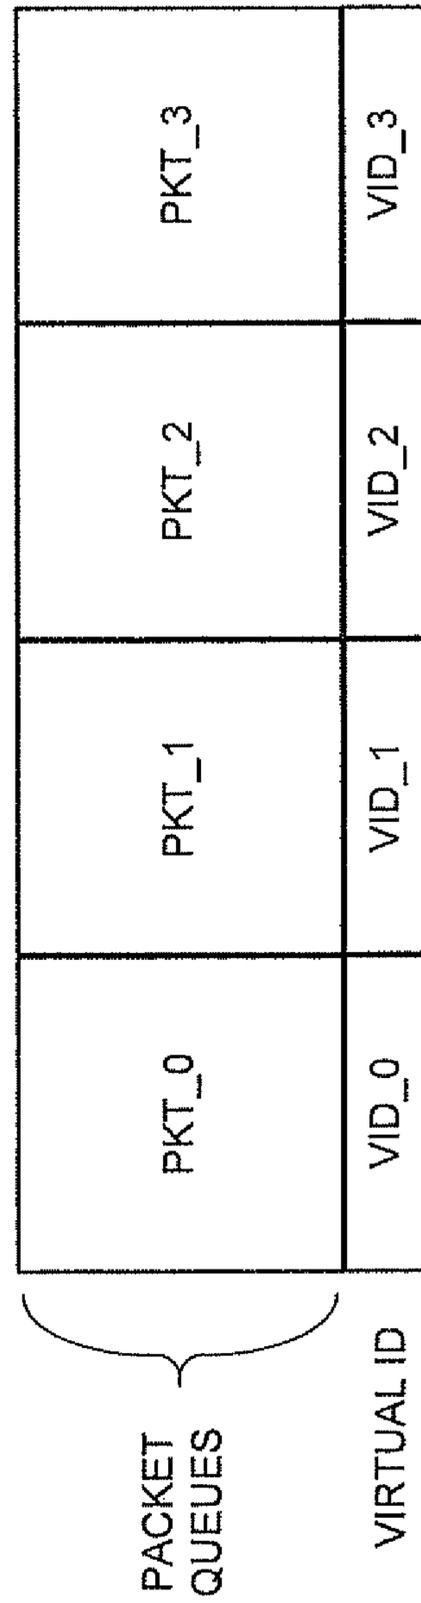 PACKET
QUEUES
PKT_0
PKT_1
PKT_2
PKT_3
VIRTUAL ID
VID_0
VID_1
VID_2
VID_3